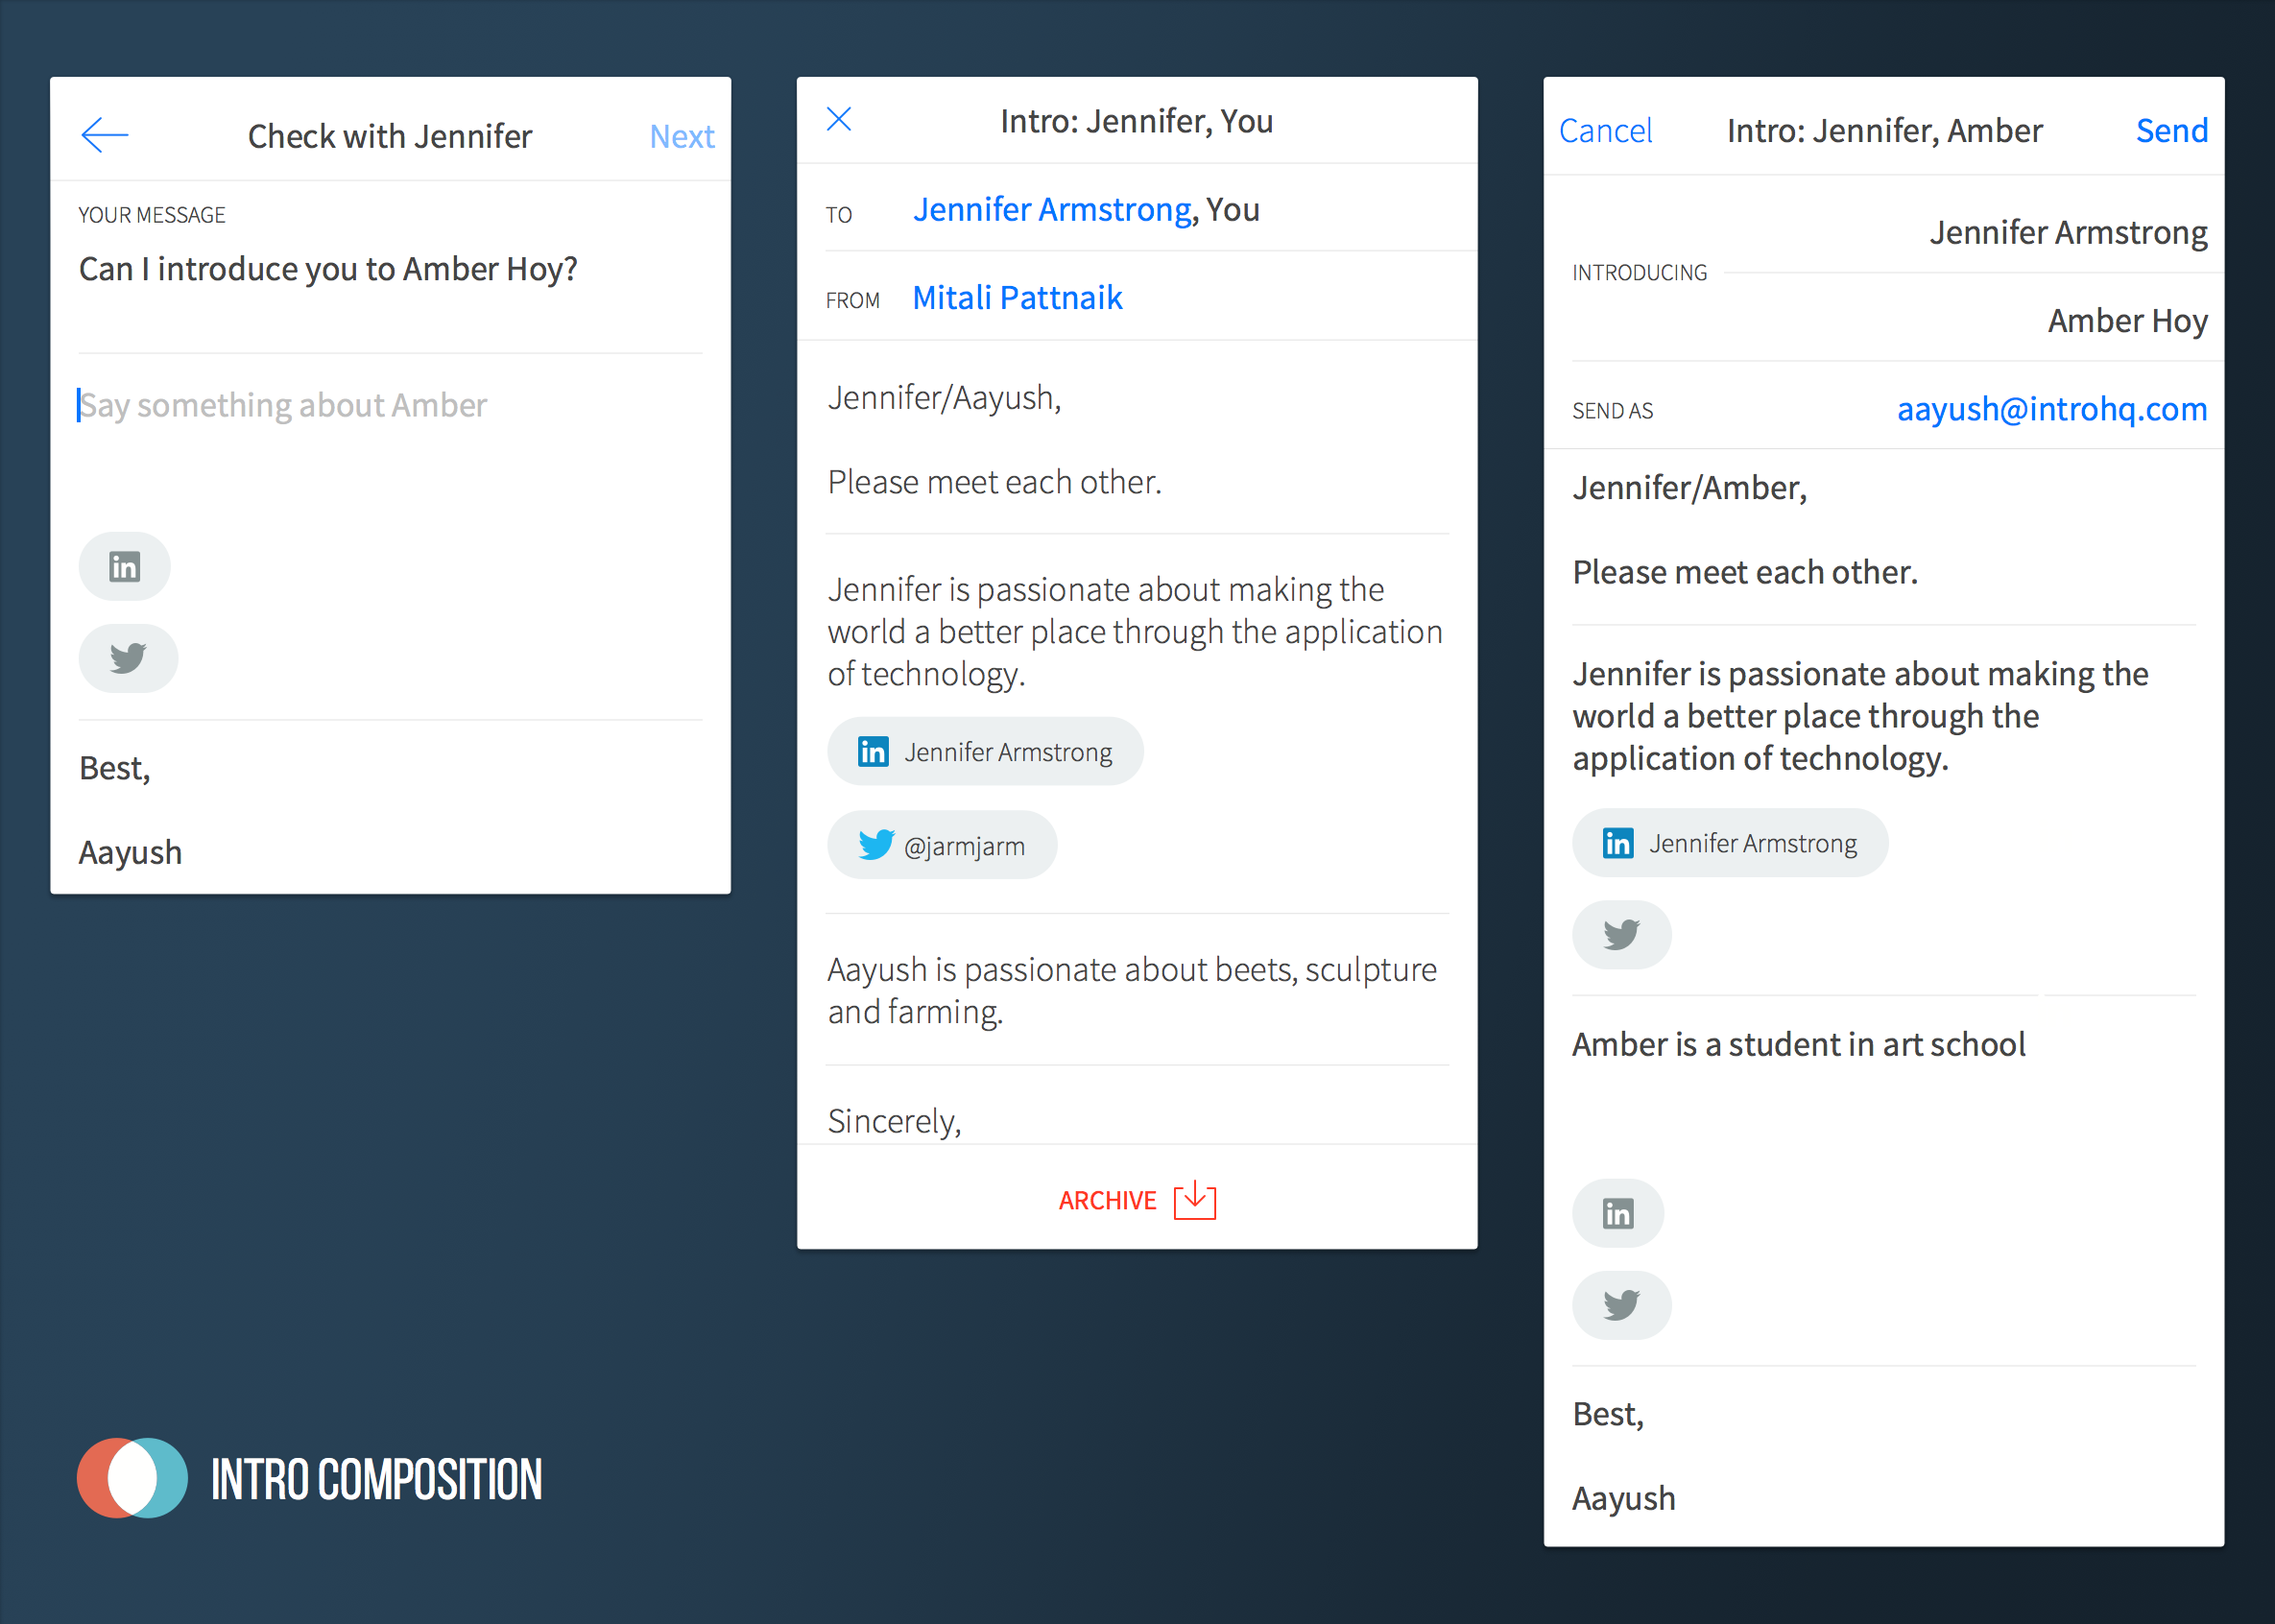 Check with Jennifer
Next
YOUR MESSAGE
Can I introduce you to Amber Hoy?
Say something about Amber
in
Best,
Aayush
Intro: Jennifer, You
TO Jennifer Armstrong, You
FROM Mitali Pattnaik
Jennifer/Aayush,
Please meet each other.
Jennifer is passionate about making the
world a better place through the application
of technology.
in Jennifer Armstrong
@jarmjarm
Aayush is passionate about beets, sculpture
and farming.
Sincerely,
ARCHIVE
Cancel
Intro: Jennifer, Amber
Send
Jennifer Armstrong
INTRODUCING
Amber Hoy
SEND AS aayush@introhq.com
Jennifer/Amber,
Please meet each other.
Jennifer is passionate about making the
world a better place through the
application of technology.
in Jennifer Armstrong
Amber is a student in art school
in
Best,
Aayush
INTRO COMPOSITION